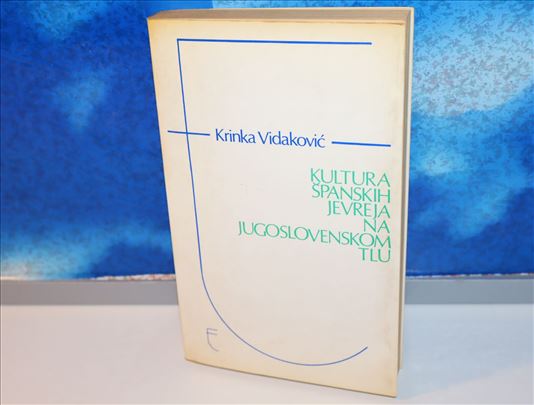 Krinka Vidaković
KULTURA
ŠPANSKIH
JEVREJA
NA
JUGOSLOVENSKOM
TLU